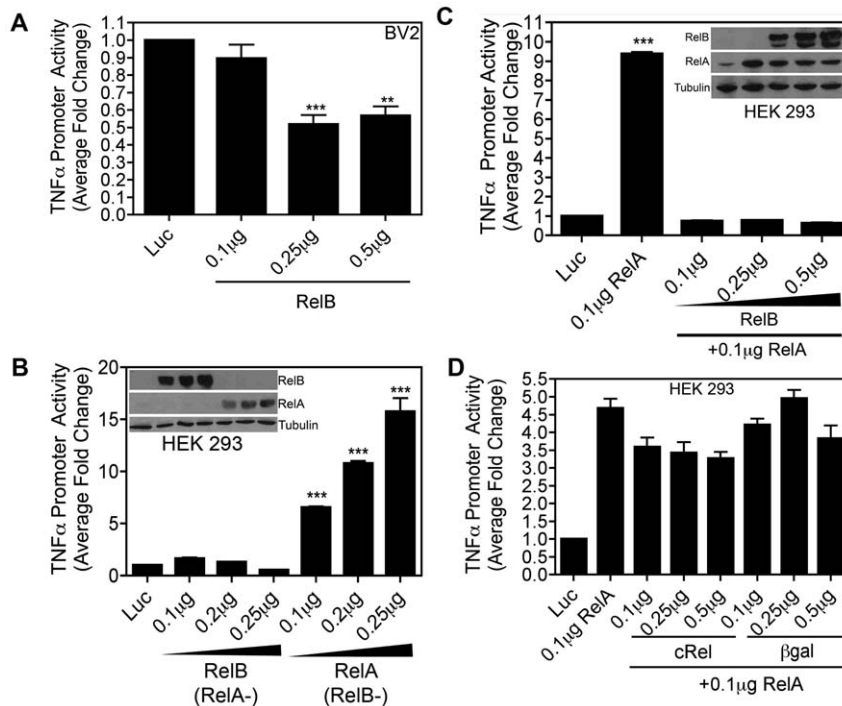 A
BV2
TNFα Promoter Activity
(Average Fold Change)
1.0
0.9
0.8
0.7
0.6
0.5
0.4
0.3
0.2
0.1
0.0
***
**
Luc
0.1µg
0.25µg
0.5µg
RelB
B
TNFα Promoter Activity
(Average Fold Change)
20
15
10
5
0
RelB
RelA
Tubulin
HEK 293
***
***
***
Luc
0.1µg
0.2µg
0.25µg
0.1µg
0.2µg
0.25µg
RelB
(RelA-)
RelA
(RelB-)
C
TNFα Promoter Activity
(Average Fold Change)
11
10
9
8
7
6
5
4
3
2
1
0
***
RelB
RelA
Tubulin
HEK 293
Luc
0.1µg RelA
0.1µg
0.25µg
0.5µg
RelB
+0.1µg RelA
D
HEK 293
TNFα Promoter Activity
(Average Fold Change)
5.5
5.0
4.5
4.0
3.5
3.0
2.5
2.0
1.5
1.0
0.5
0.0
Luc
0.1µg RelA
0.1µg
0.25µg
0.5µg
0.1µg
0.25µg
0.5µg
cRel
βgal
+0.1µg RelA